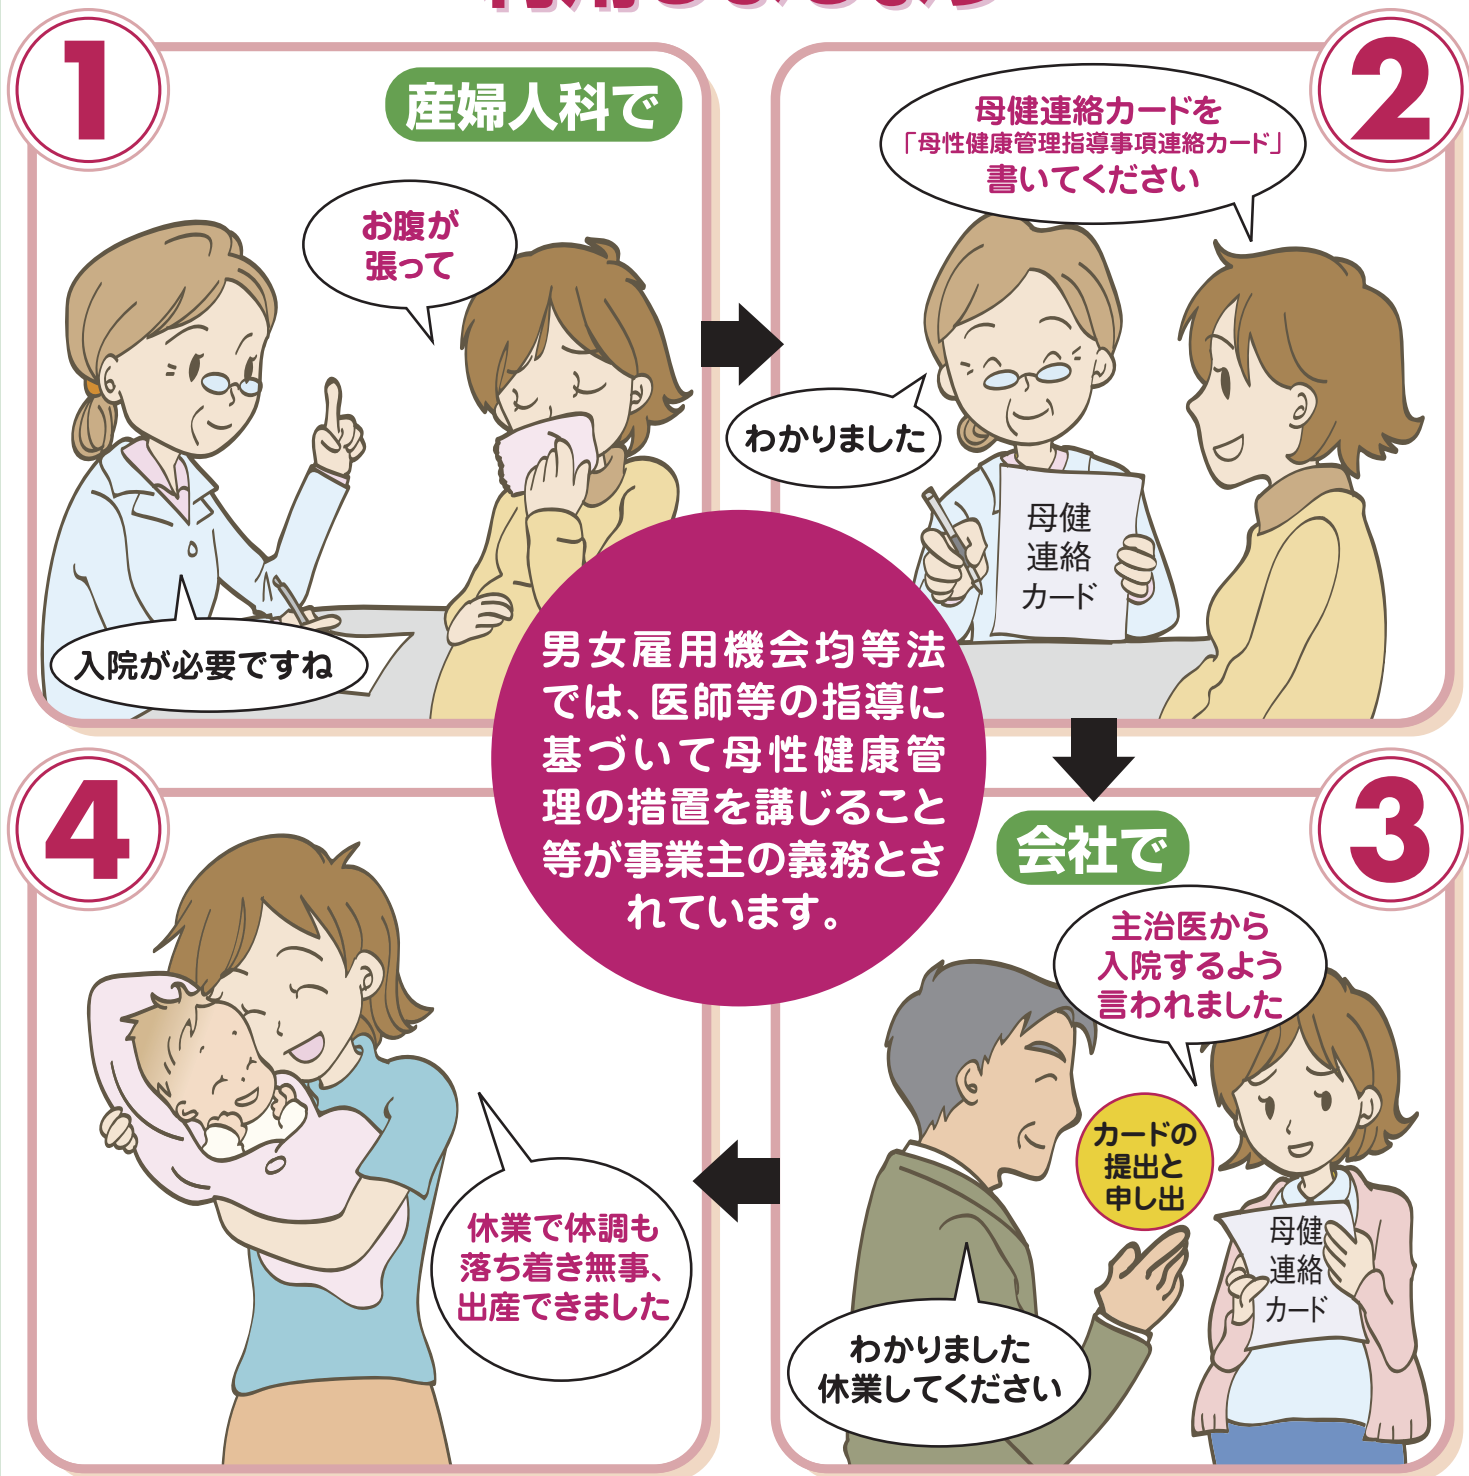 利用しましょう
1
産婦人科で
お腹が
張って
入院が必要ですね
2
母健連絡カードを
「母性健康管理指導事項連絡カード」
書いてください
わかりました
母健
連絡
カード
男女雇用機会均等法
では、医師等の指導に
基づいて母性健康管
理の措置を講じること
等が事業主の義務とさ
れています。
3
会社で
主治医から
入院するよう
言われました
カードの
提出と
申し出
母健
連絡
カード
わかりました
休業してください
4
休業で体調も
落ち着き無事、
出産できました